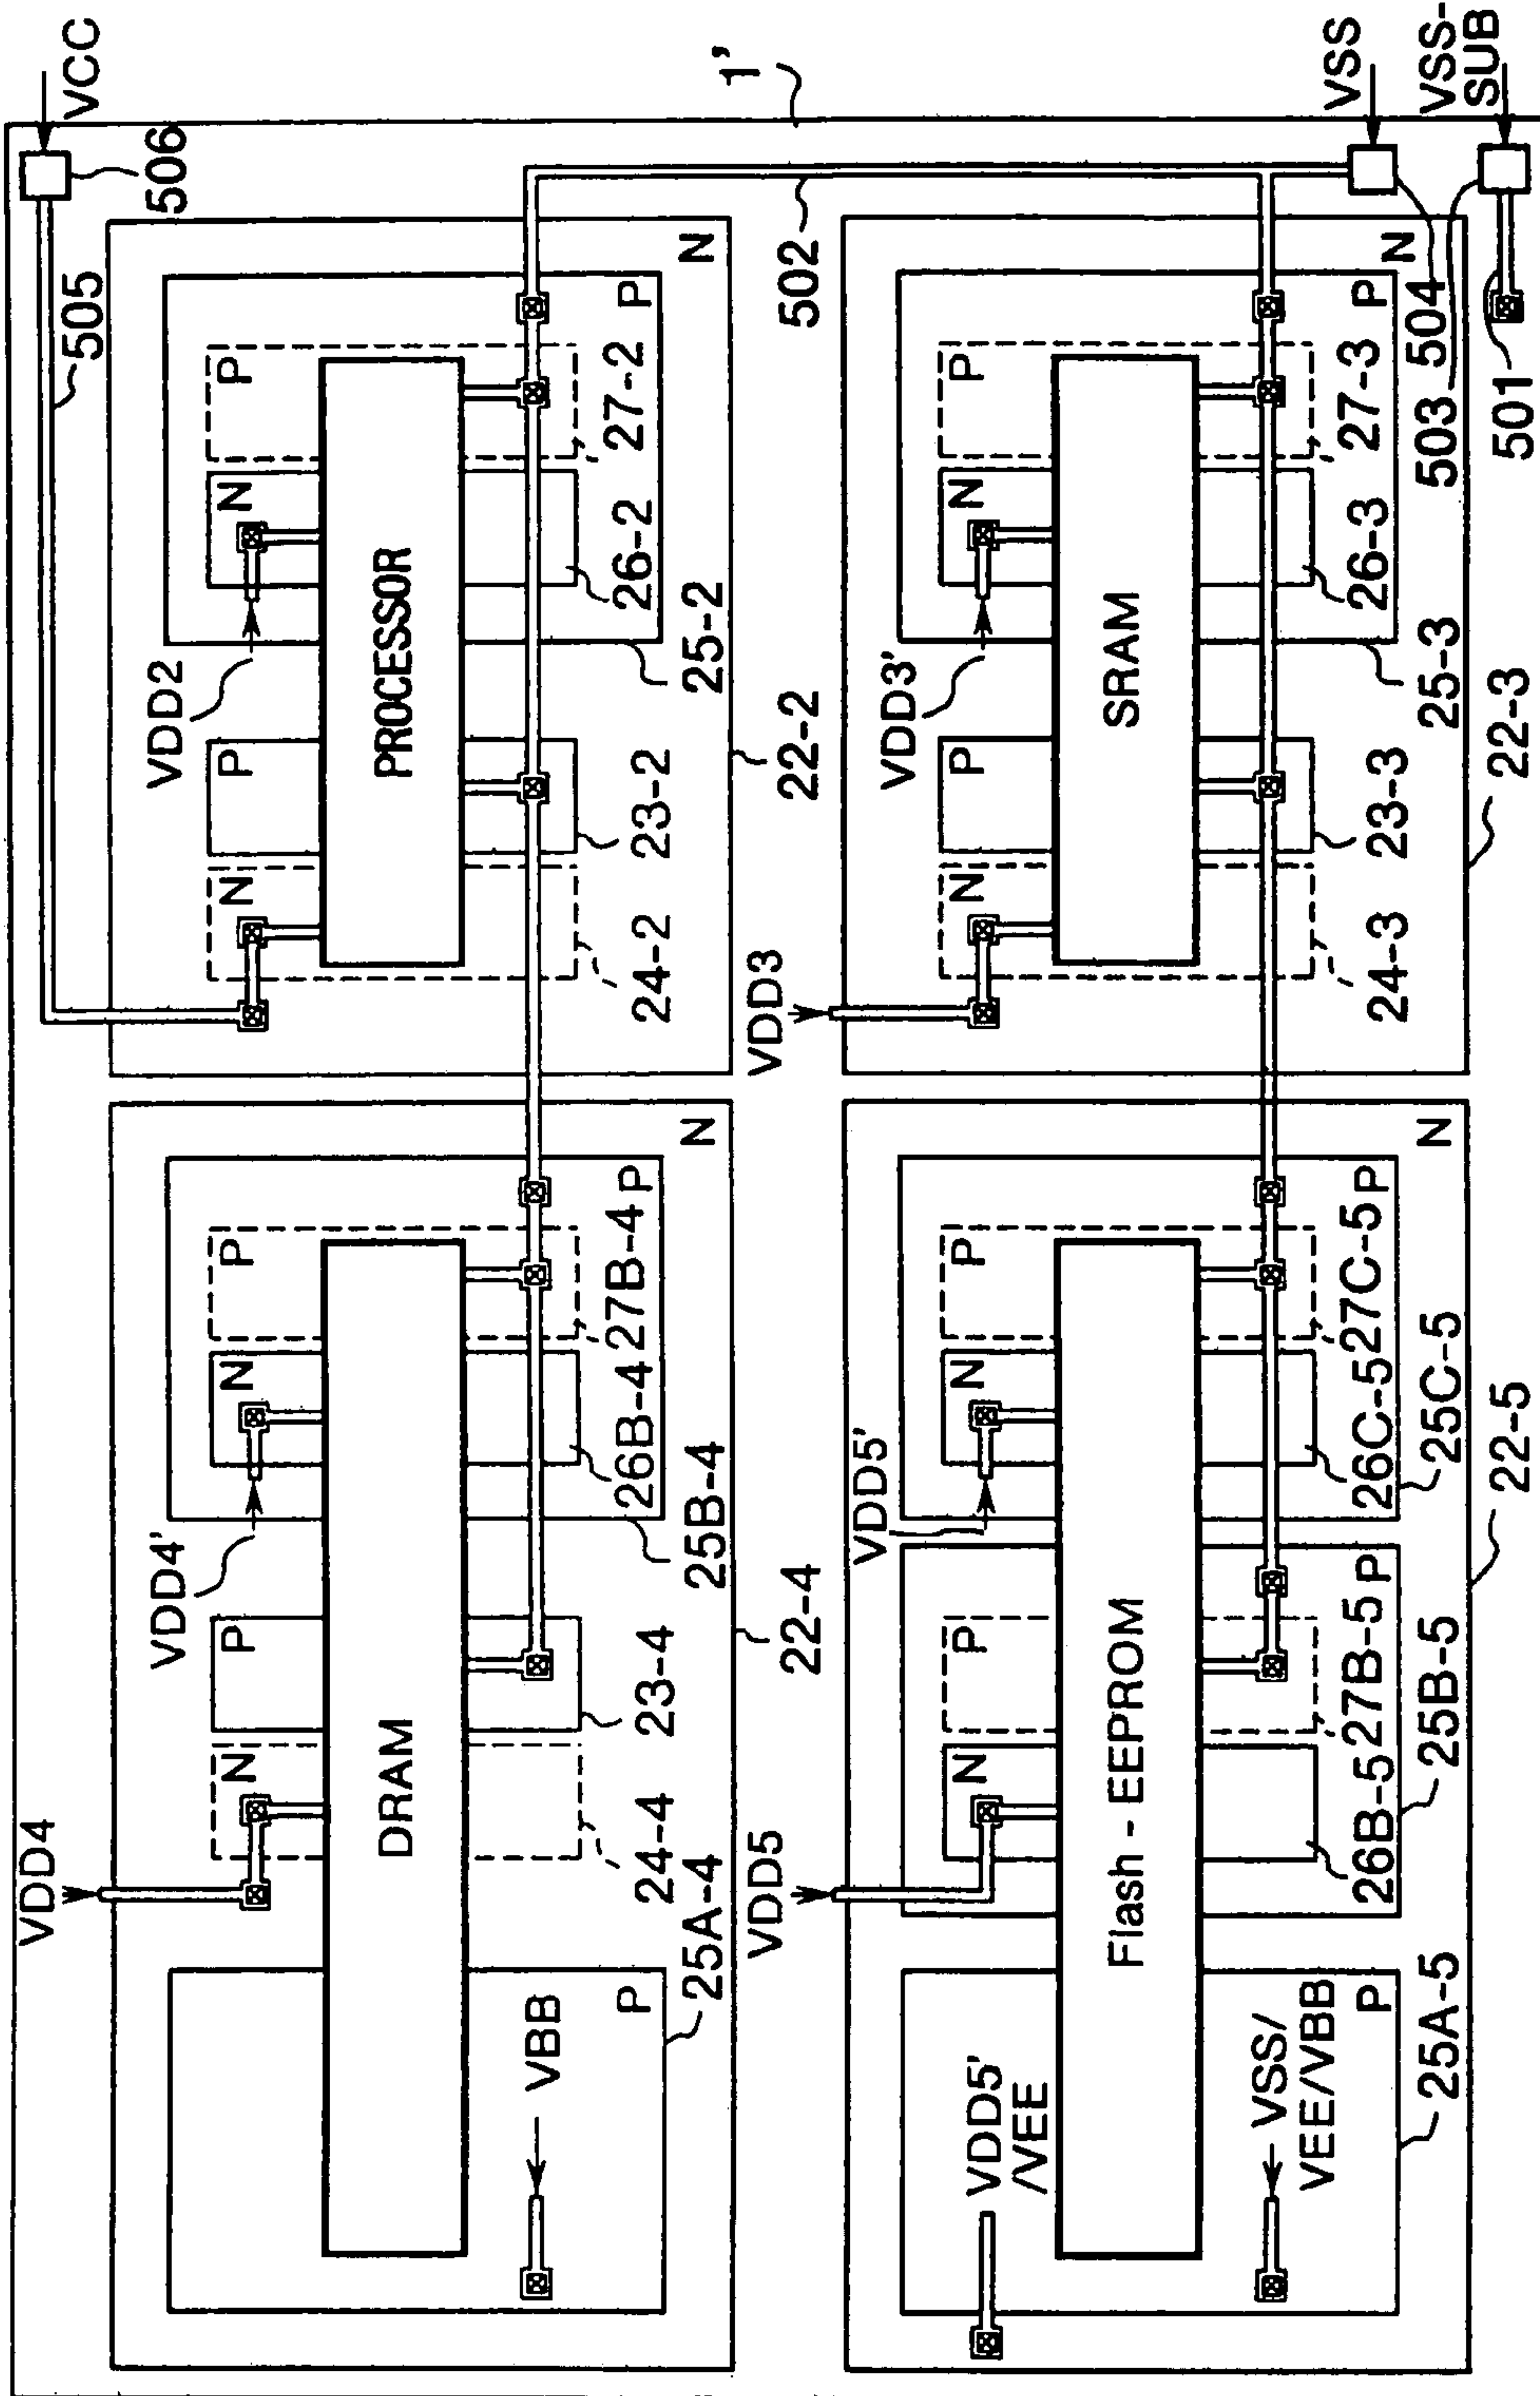 VDD4
VCC
505
506
DRAM
VBB
P
25A-4
N
24-4
P
23-4
VDD4'
N
26B-4
P
27B-4
P
25B-4
N
22-4
PROCESSOR
N
24-2
P
23-2
VDD2
N
26-2
P
27-2
P
25-2
N
22-2
502
1'
VDD5
Flash - EEPROM
VDD5'
/VEE
VSS/
VEE/VBB
P
25A-5
N
26B-5
P
27B-5
P
25B-5
VDD5'
N
26C-5
P
27C-5
P
25C-5
N
22-5
VDD3
SRAM
N
24-3
P
23-3
VDD3'
N
26-3
P
27-3
P
25-3
N
22-3
503
504
501
VSS
VSS-
SUB